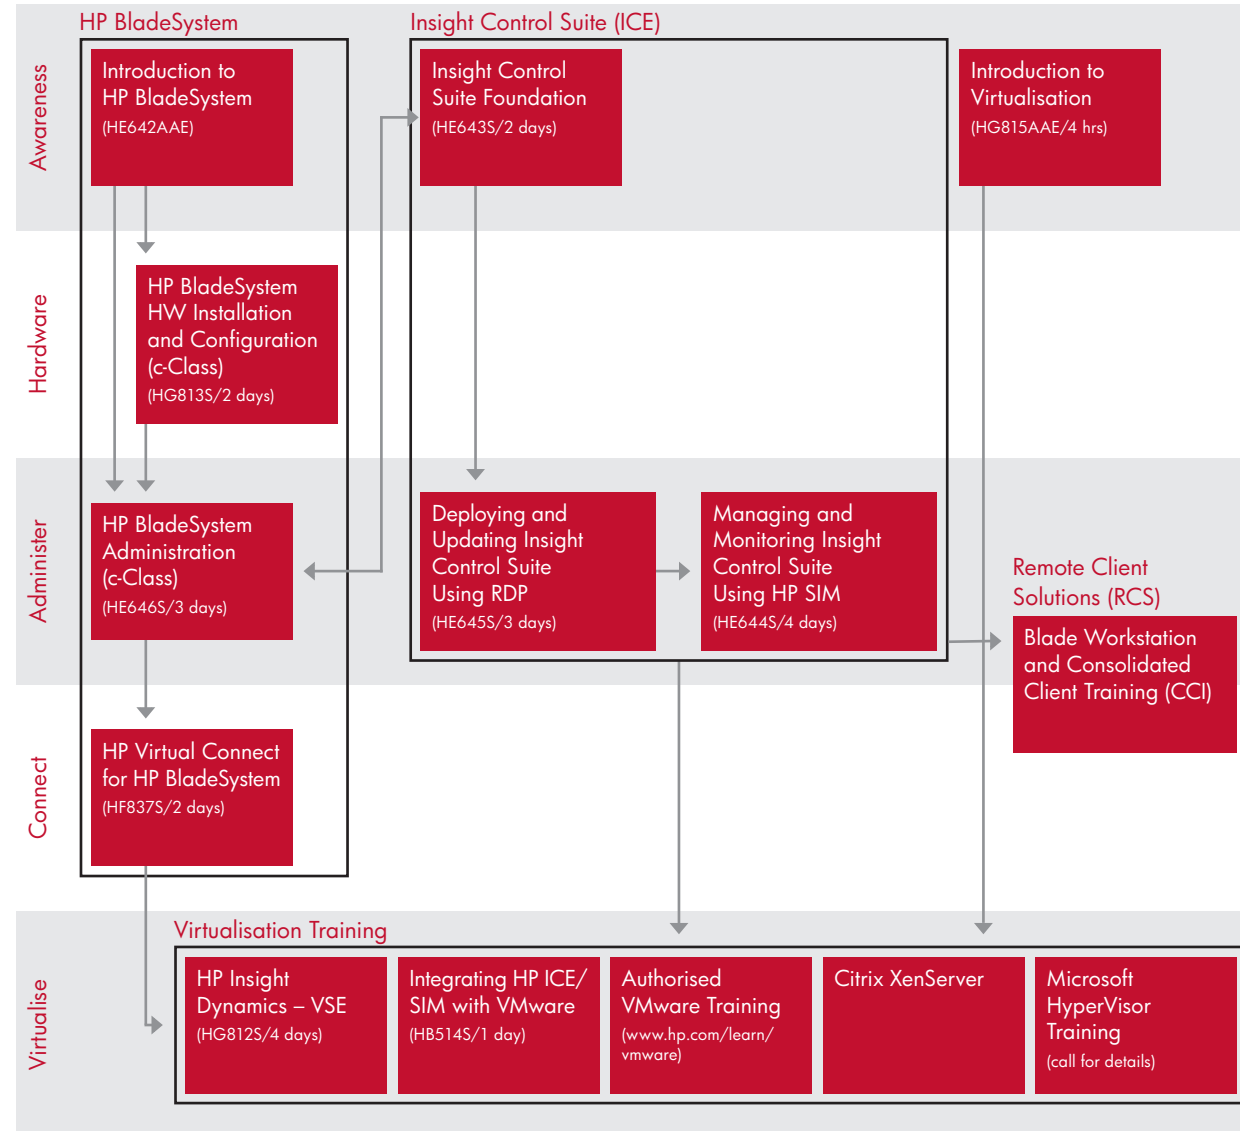 HP BladeSystem
Insight Control Suite (ICE)
Awareness
Introduction to
HP BladeSystem
(HE642AAE)
Insight Control
Suite Foundation
(HE643S/2 days)
Introduction to
Virtualisation
(HG815AAE/4 hrs)
Hardware
HP BladeSystem
HW Installation
and Configuration
(c-Class)
(HG813S/2 days)
Administer
HP BladeSystem
Administration
(c-Class)
(HE646S/3 days)
Deploying and
Updating Insight
Control Suite
Using RDP
(HE645S/3 days)
Managing and
Monitoring Insight
Control Suite
Using HP SIM
(HE644S/4 days)
Remote Client
Solutions (RCS)
Blade Workstation
and Consolidated
Client Training (CCI)
Connect
HP Virtual Connect
for HP BladeSystem
(HF837S/2 days)
Virtualise
Virtualisation Training
HP Insight
Dynamics – VSE
(HG812S/4 days)
Integrating HP ICE/
SIM with VMware
(HB514S/1 day)
Authorised
VMware Training
(www.hp.com/learn/
vmware)
Citrix XenServer
Microsoft
HyperVisor
Training
(call for details)